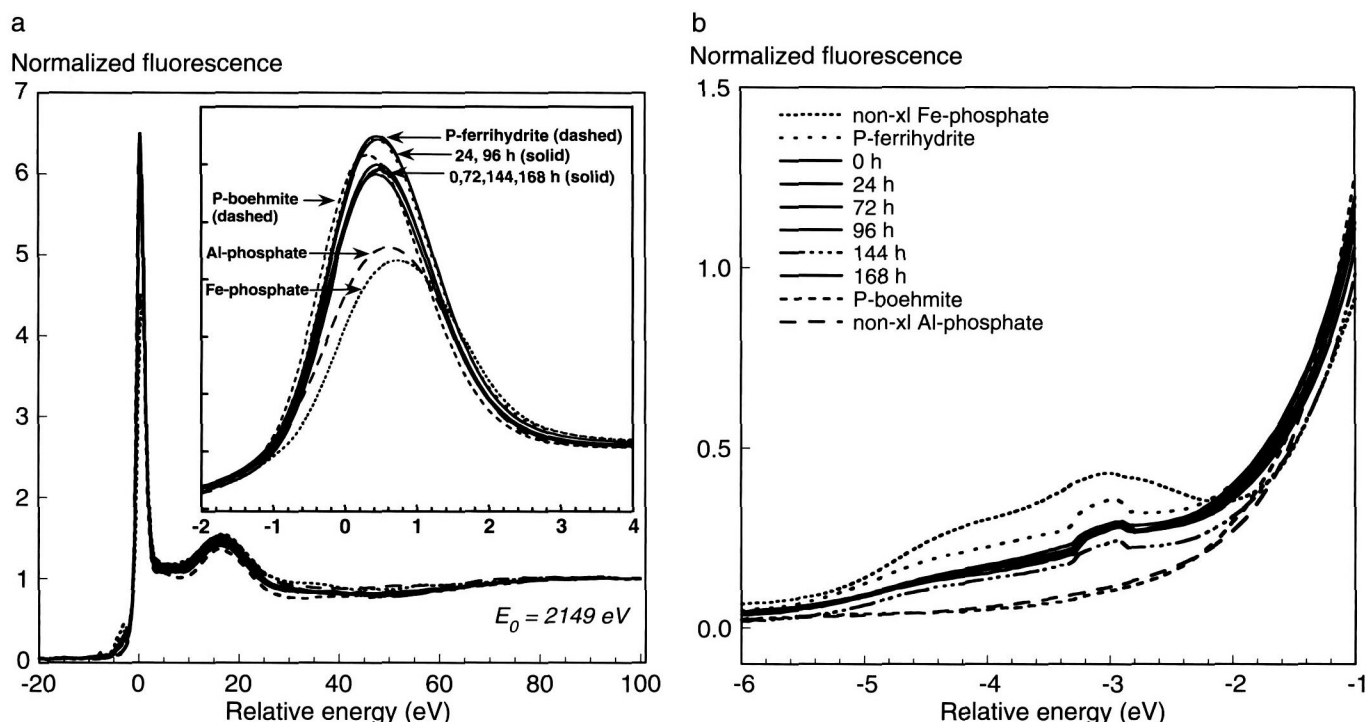 a
Normalized fluorescence
7
6
5
4
3
2
1
0
-20
0
20
40
60
80
100
Relative energy (eV)
E0 = 2149 eV
P-ferrihydrite (dashed)
24, 96 h (solid)
0,72,144,168 h (solid)
P-boehmite
(dashed)
Al-phosphate
Fe-phosphate
-2
-1
0
1
2
3
4
b
Normalized fluorescence
1.5
1.0
0.5
0.0
non-xl Fe-phosphate
P-ferrihydrite
0 h
24 h
72 h
96 h
144 h
168 h
P-boehmite
non-xl Al-phosphate
-6
-5
-4
-3
-2
-1
Relative energy (eV)